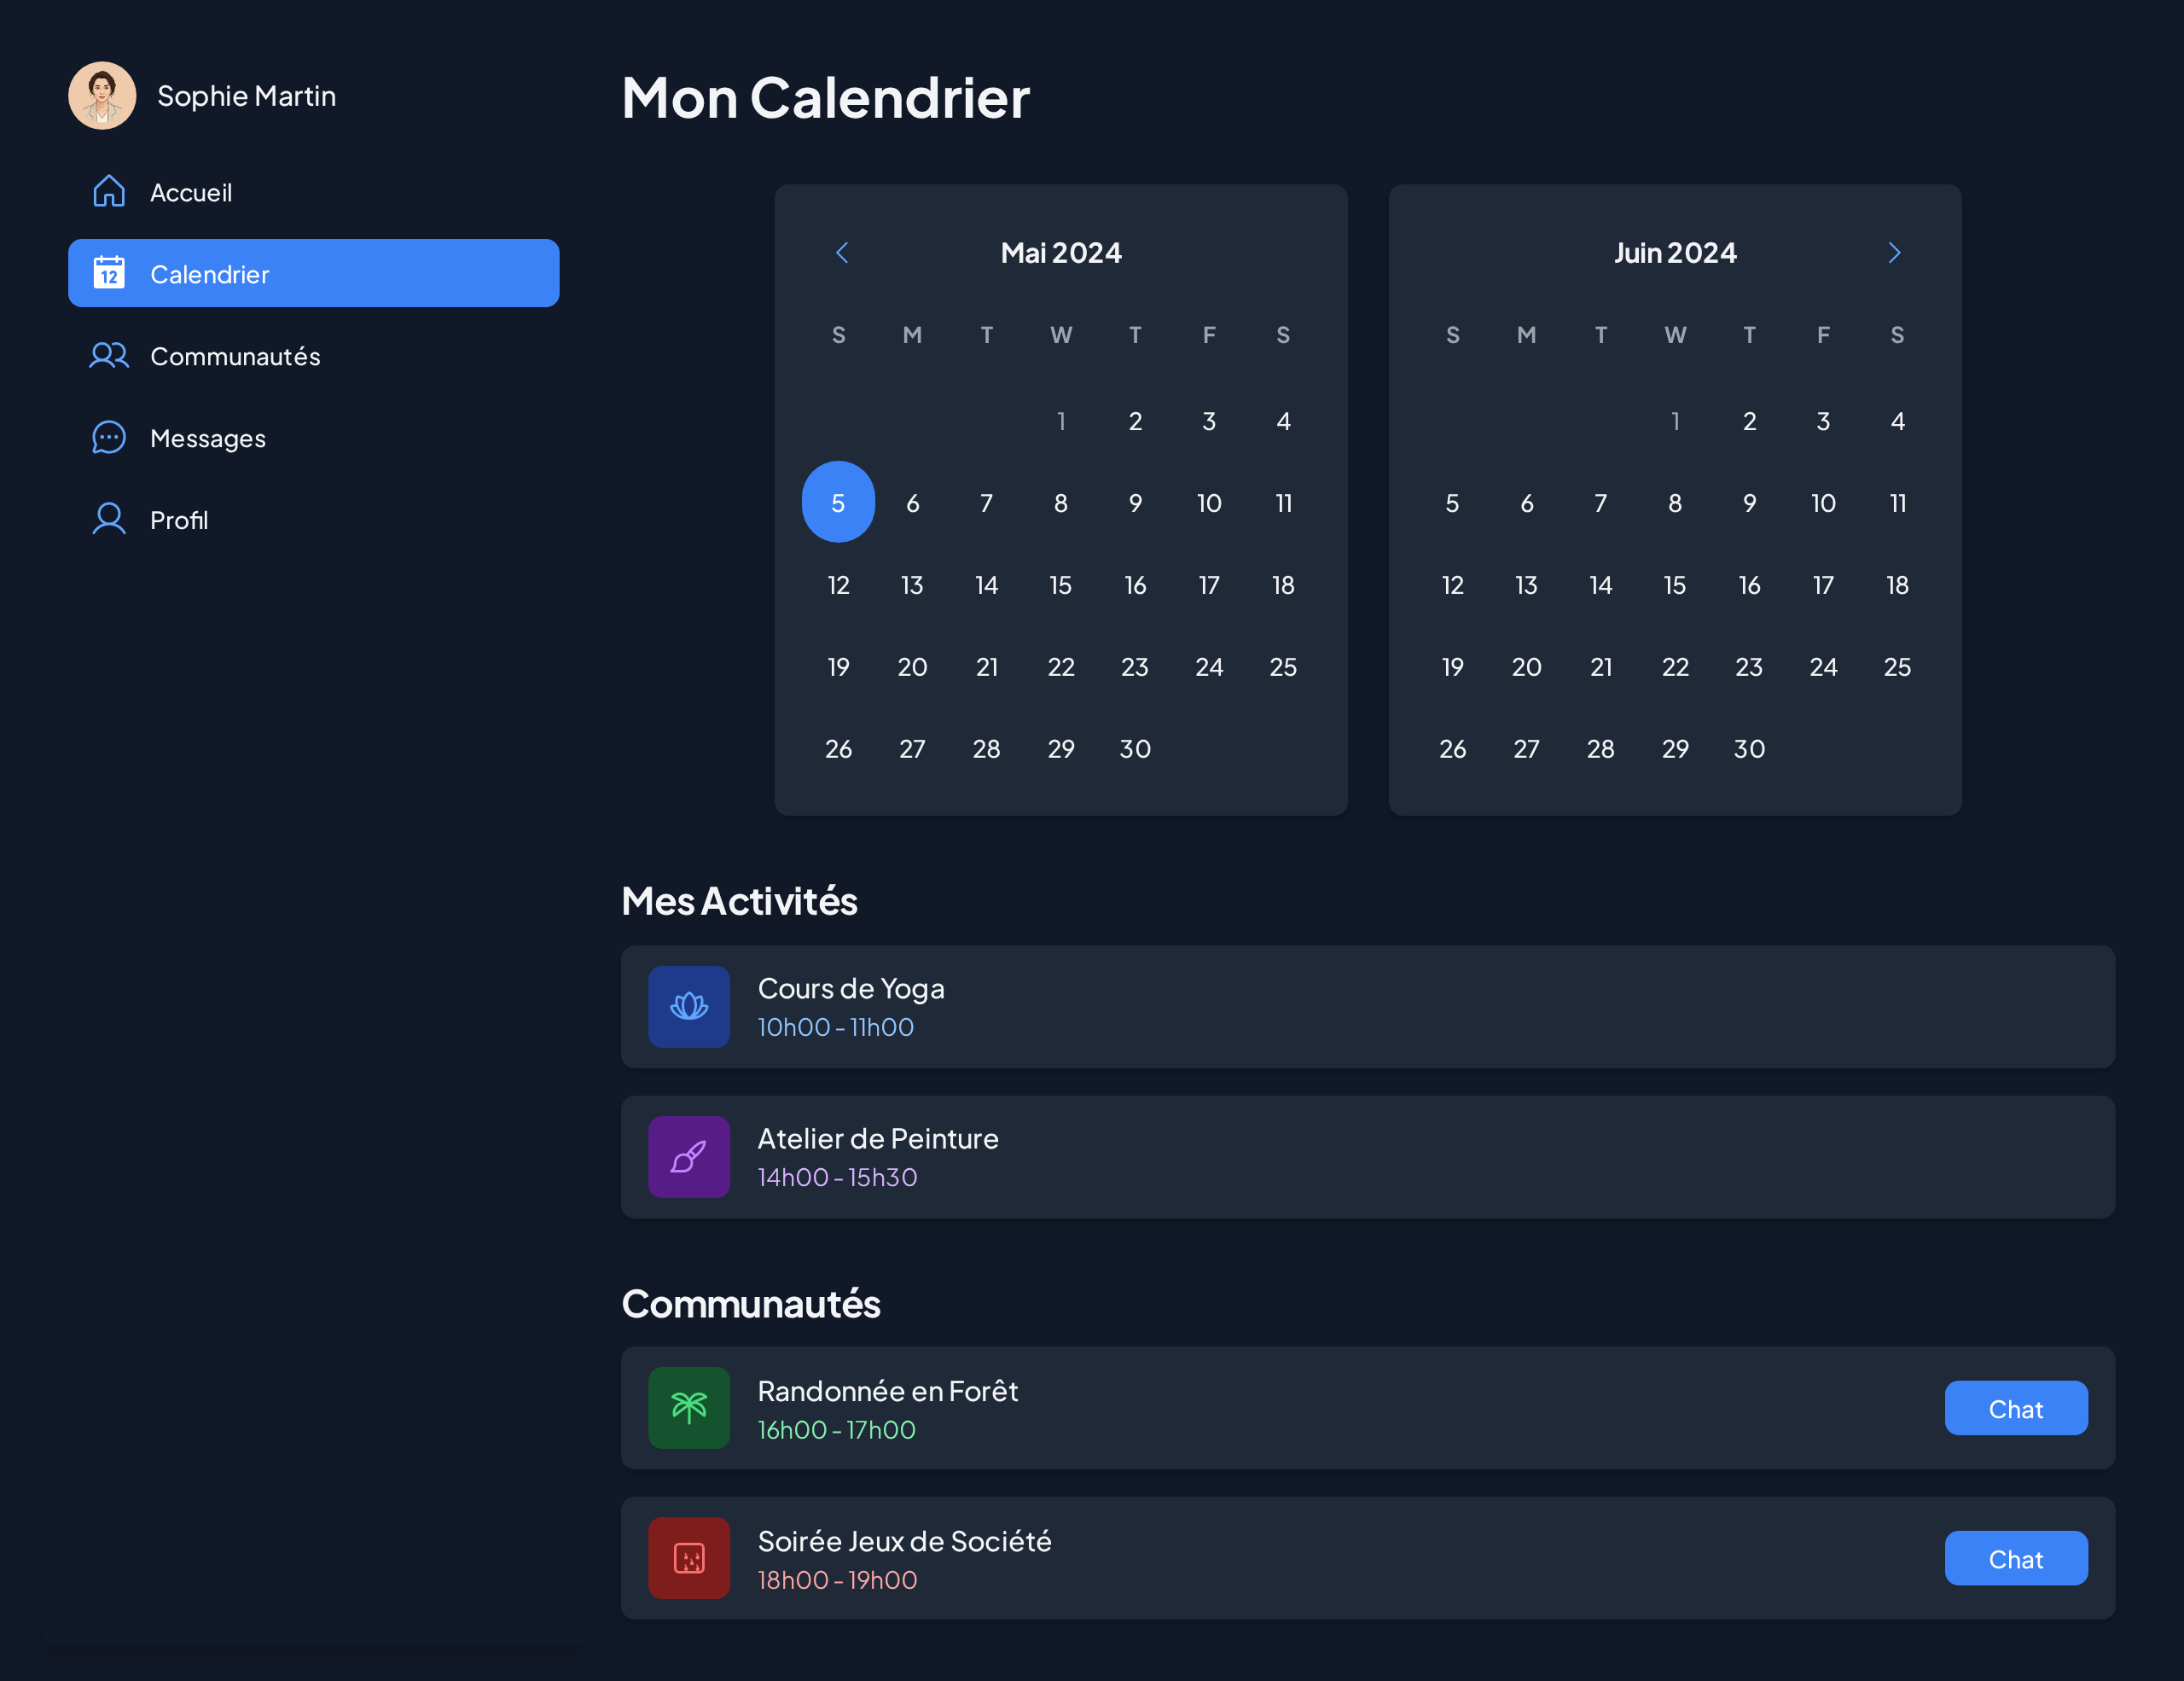 Sophie Martin
Accueil
12
Calendrier
Communautés
Messages
Profil
Mon Calendrier
Mai 2024
S M T W T F S
1 2 3 4
5 6 7 8 9 10 11
12 13 14 15 16 17 18
19 20 21 22 23 24 25
26 27 28 29 30
Juin 2024
S M T W T F S
1 2 3 4
5 6 7 8 9 10 11
12 13 14 15 16 17 18
19 20 21 22 23 24 25
26 27 28 29 30
Mes Activités
Cours de Yoga
10h00 - 11h00
Atelier de Peinture
14h00 - 15h30
Communautés
Randonnée en Forêt
16h00 - 17h00
Chat
Soirée Jeux de Société
18h00 - 19h00
Chat